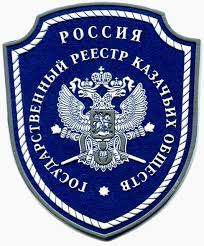 РОССИЯ
ГОСУДАРСТВЕННЫЙ РЕЕСТР КАЗАЧЬИХ ОБЩЕСТВ